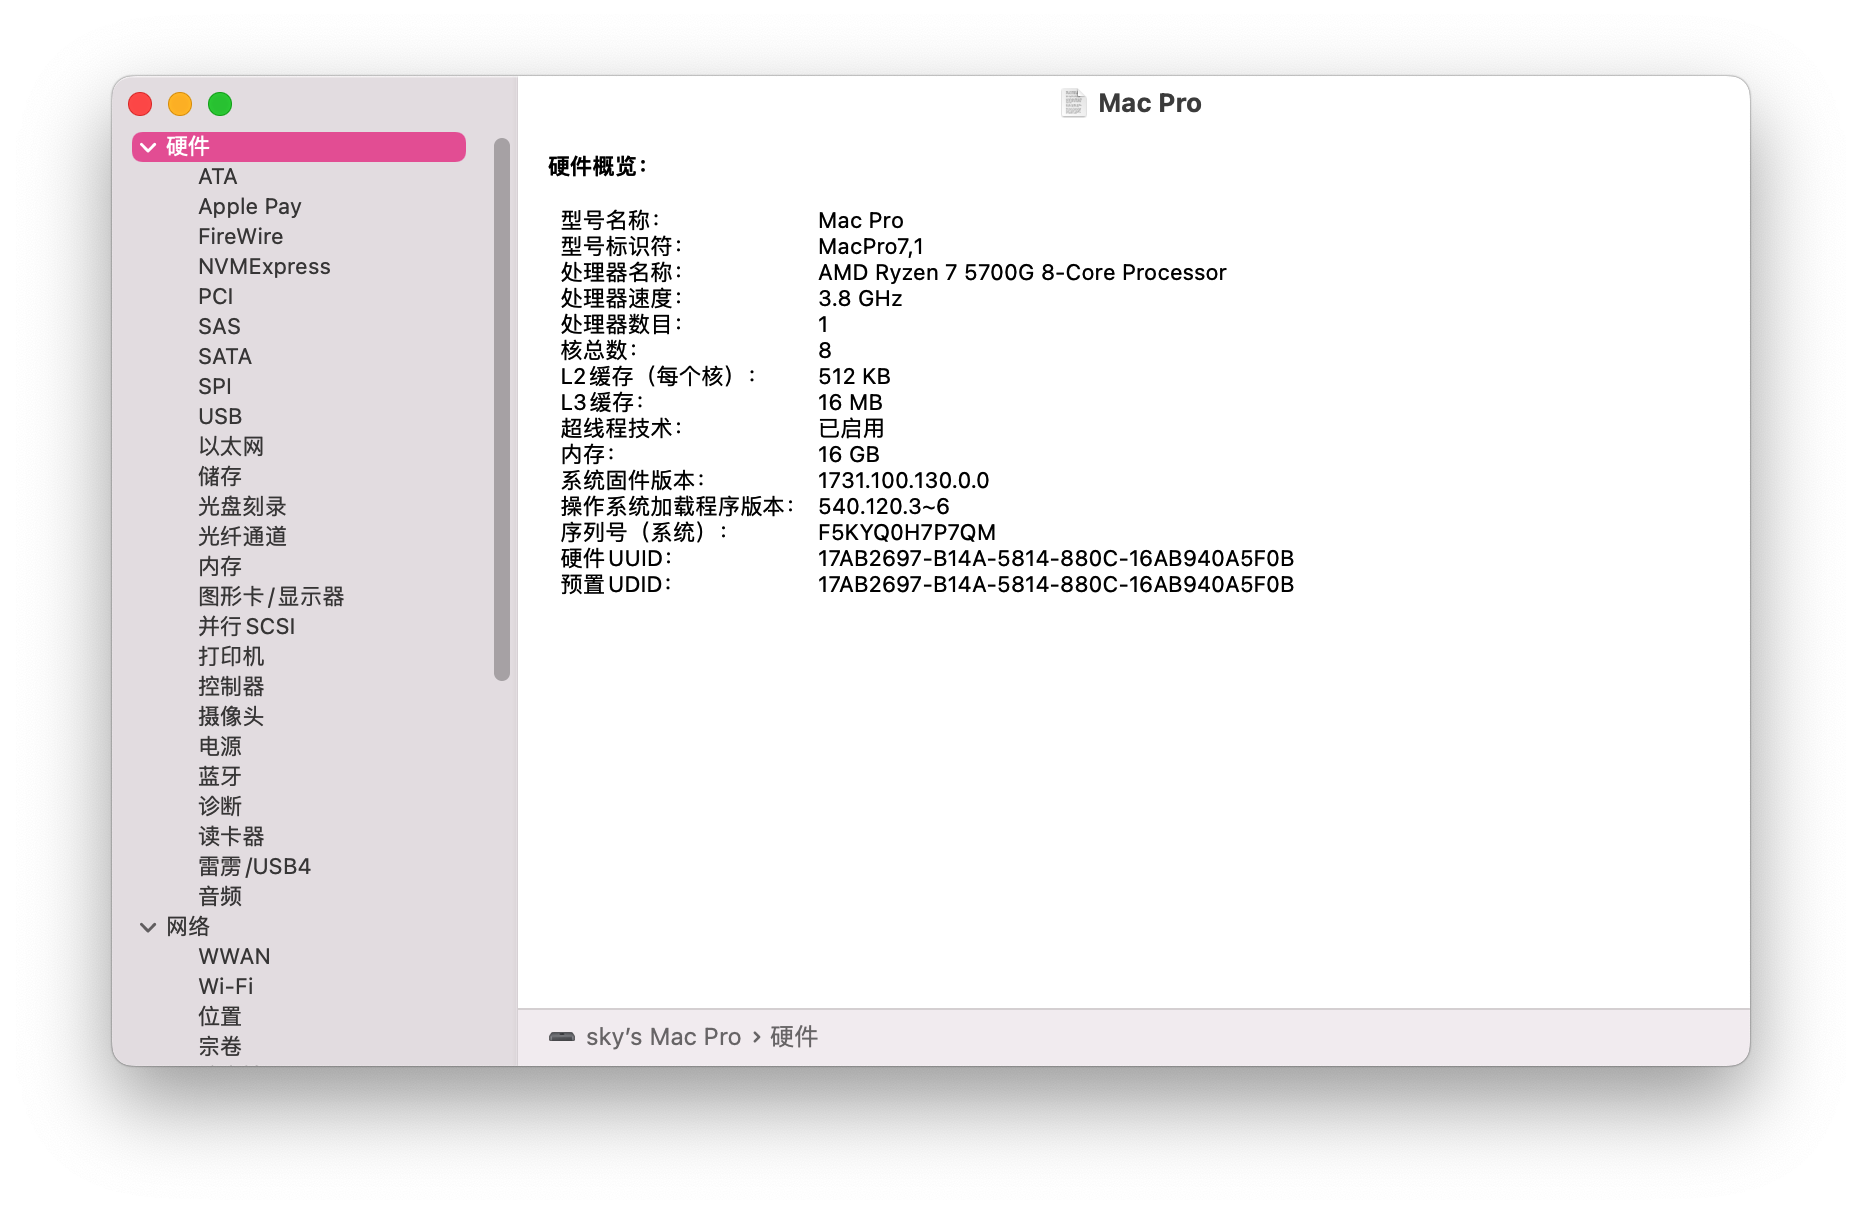 硬件
ATA
Apple Pay
FireWire
NVMExpress
PCI
SAS
SATA
SPI
USB
以太网
储存
光盘刻录
光纤通道
内存
图形卡/显示器
并行SCSI
打印机
控制器
摄像头
电源
蓝牙
诊断
读卡器
雷雳/USB4
音频
网络
WWAN
Wi-Fi
位置
宗卷
Mac Pro
硬件概览：
型号名称： Mac Pro
型号标识符： MacPro7,1
处理器名称： AMD Ryzen 7 5700G 8-Core Processor
处理器速度： 3.8 GHz
处理器数目： 1
核总数： 8
L2缓存（每个核）： 512 KB
L3缓存： 16 MB
超线程技术： 已启用
内存： 16 GB
系统固件版本： 1731.100.130.0.0
操作系统加载程序版本： 540.120.3~6
序列号（系统）： F5KYQ0H7P7QM
硬件UUID： 17AB2697-B14A-5814-880C-16AB940A5F0B
预置UDID： 17AB2697-B14A-5814-880C-16AB940A5F0B
sky’s Mac Pro › 硬件